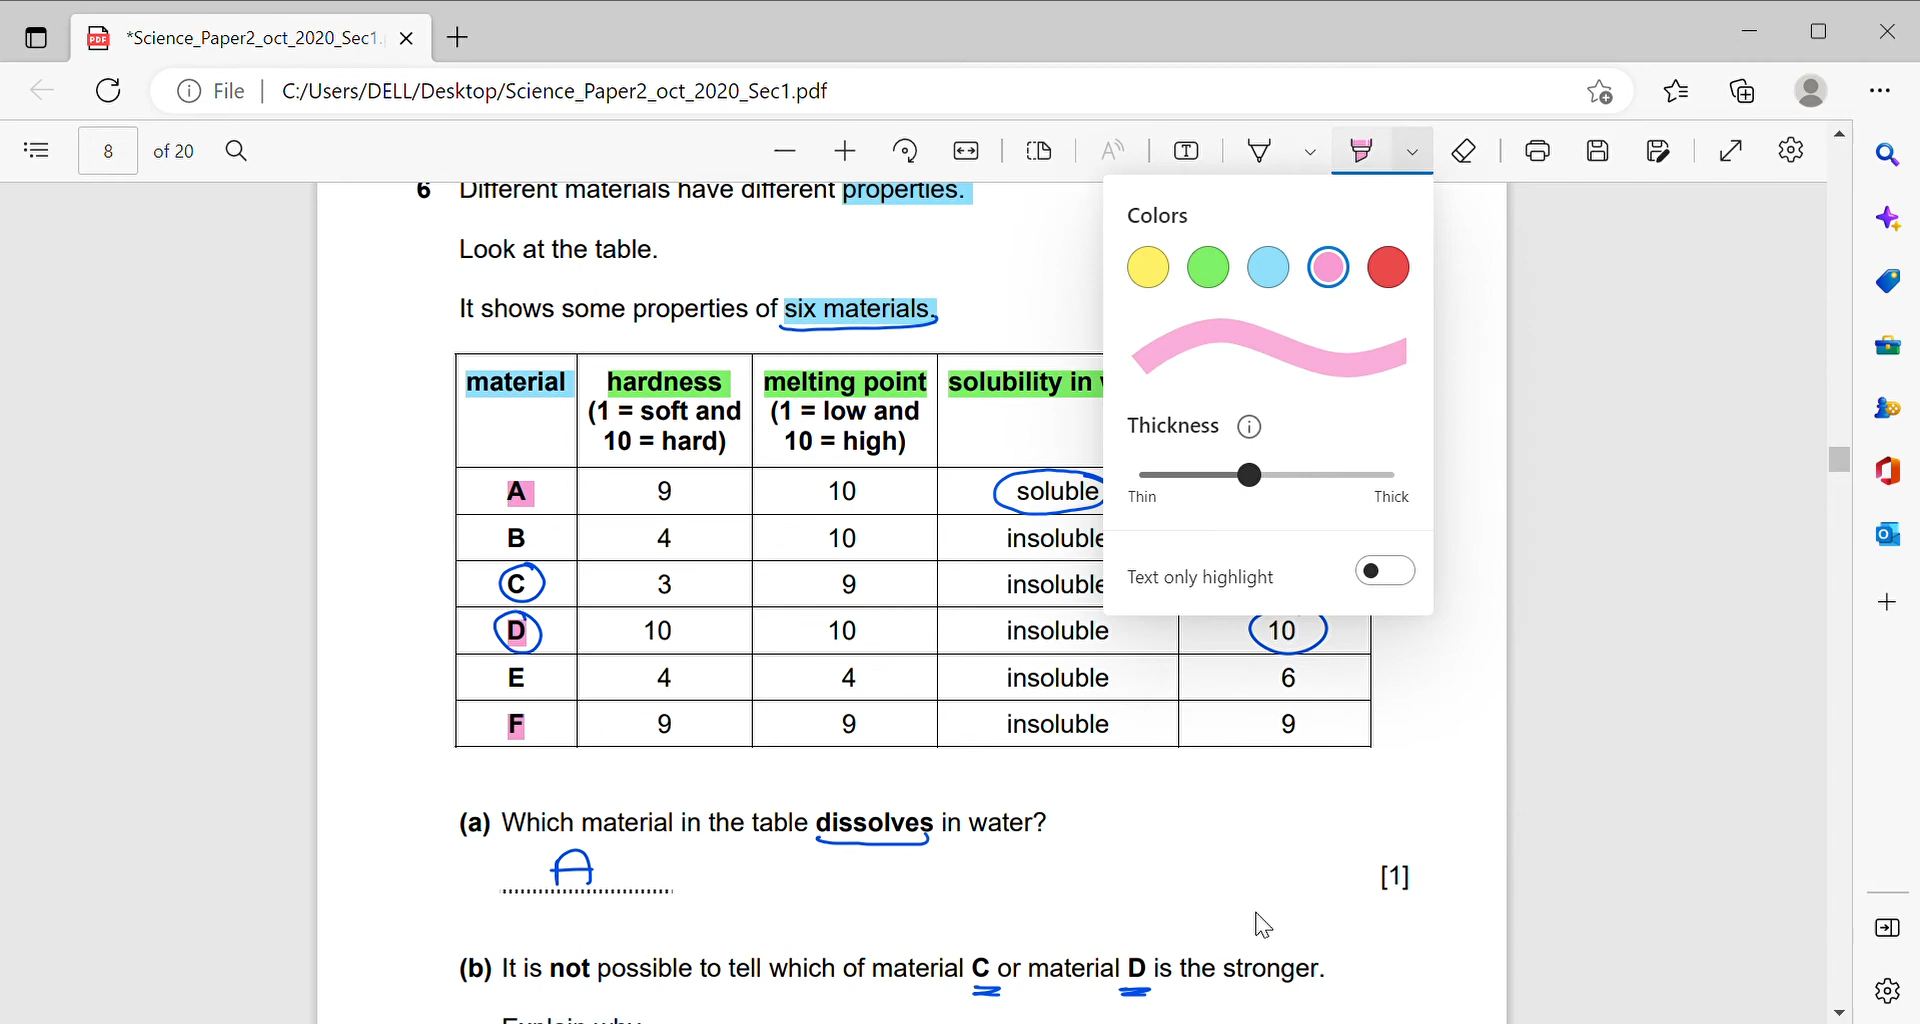 *Science_Paper2_oct_2020_Sec1.
File
C:/Users/DELL/Desktop/Science_Paper2_oct_2020_Sec1.pdf
8 of 20
Colors
Thickness
Thin Thick
Text only highlight
6 Different materials have different properties.
Look at the table.
It shows some properties of six materials.
material hardness melting point solubility in
(1 = soft and (1 = low and
10 = hard) 10 = high)
A 9 10 soluble
B 4 10 insoluble
C 3 9 insoluble
D 10 10 insoluble 10
E 4 4 insoluble 6
F 9 9 insoluble 9
(a) Which material in the table dissolves in water?
A
[1]
(b) It is not possible to tell which of material C or material D is the stronger.
Explain why